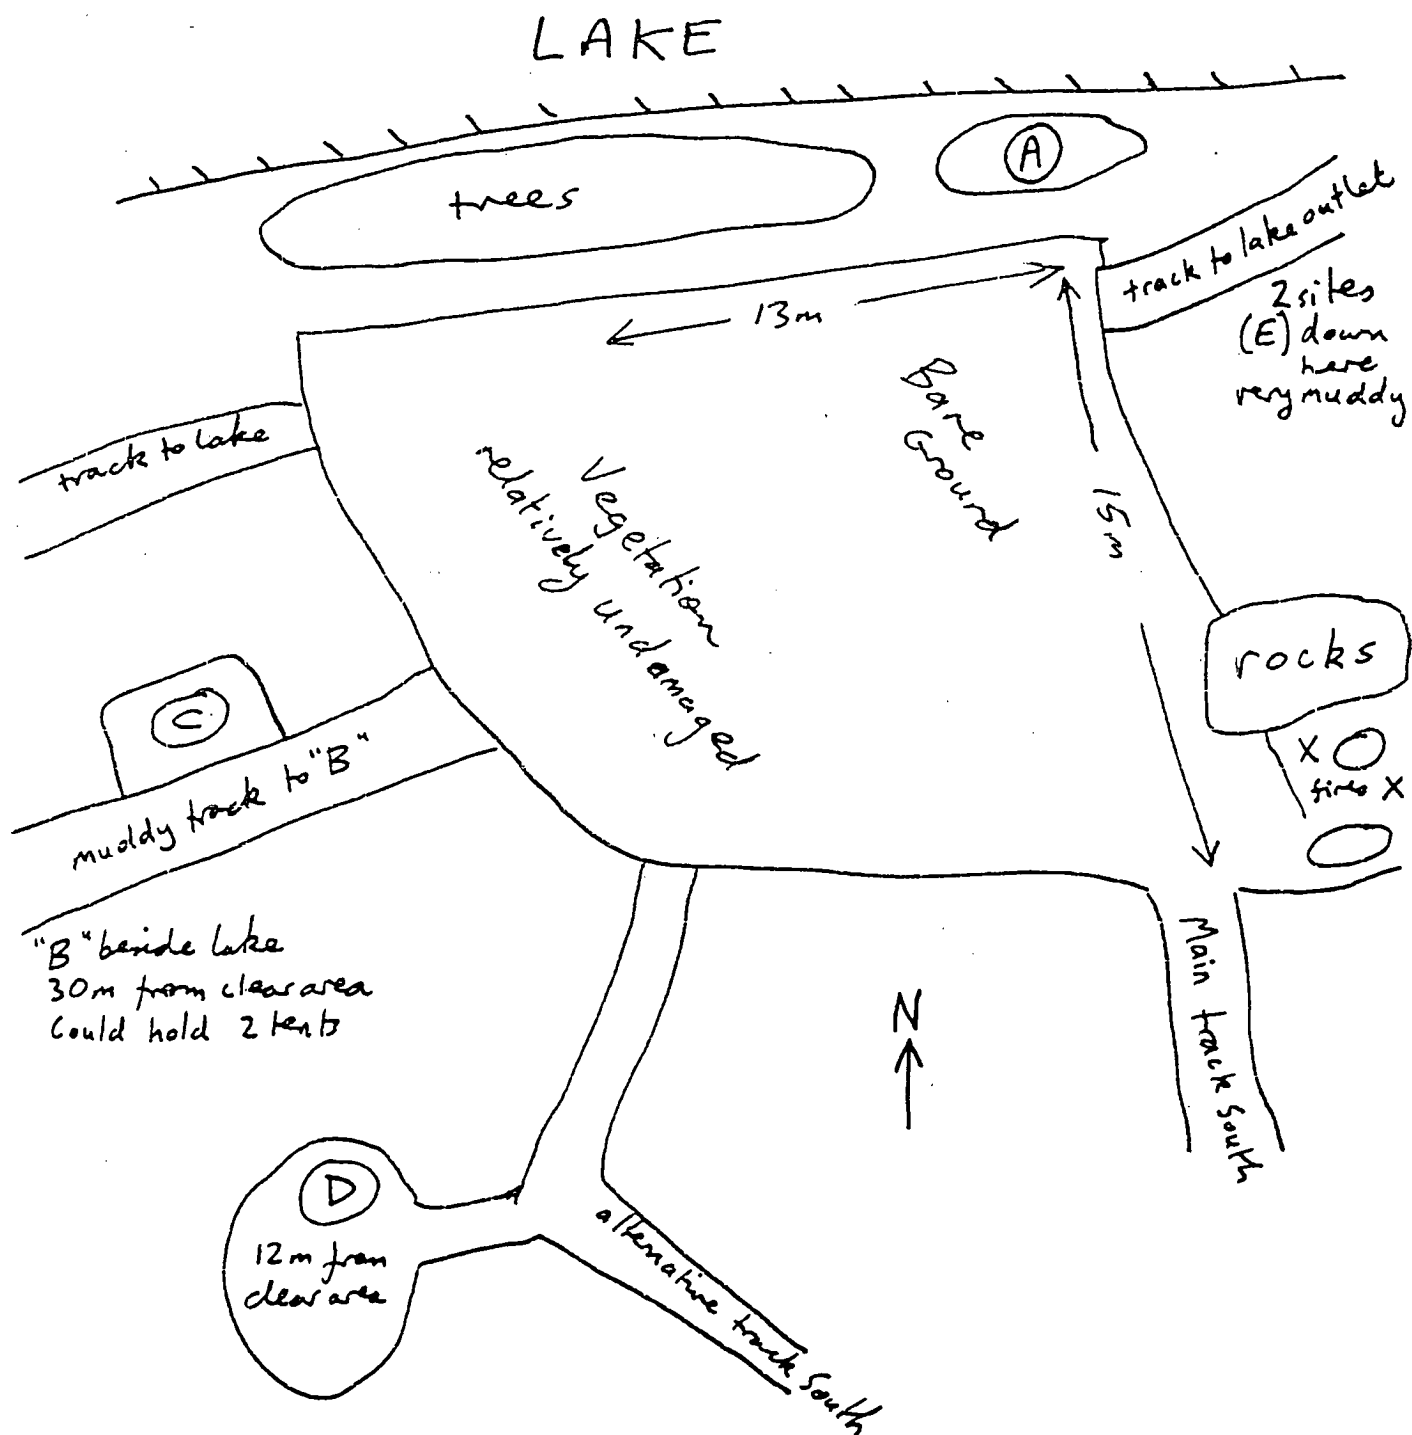 LAKE
A
trees
track to lake outlet
2 sites
(E) down
here
very muddy
13m
Bare
Ground
15m
track to lake
Vegetation
relatively undamaged
rocks
C
X
fires X
muddy track to "B"
"B" beside lake
30m from clear area
Could hold 2 tents
Main track South
N
D
12m from
clear area
alternative track South